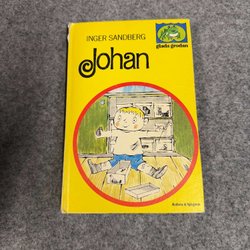 INGER SANDBERG
glada grodan
Johan
Rabén & Sjögren